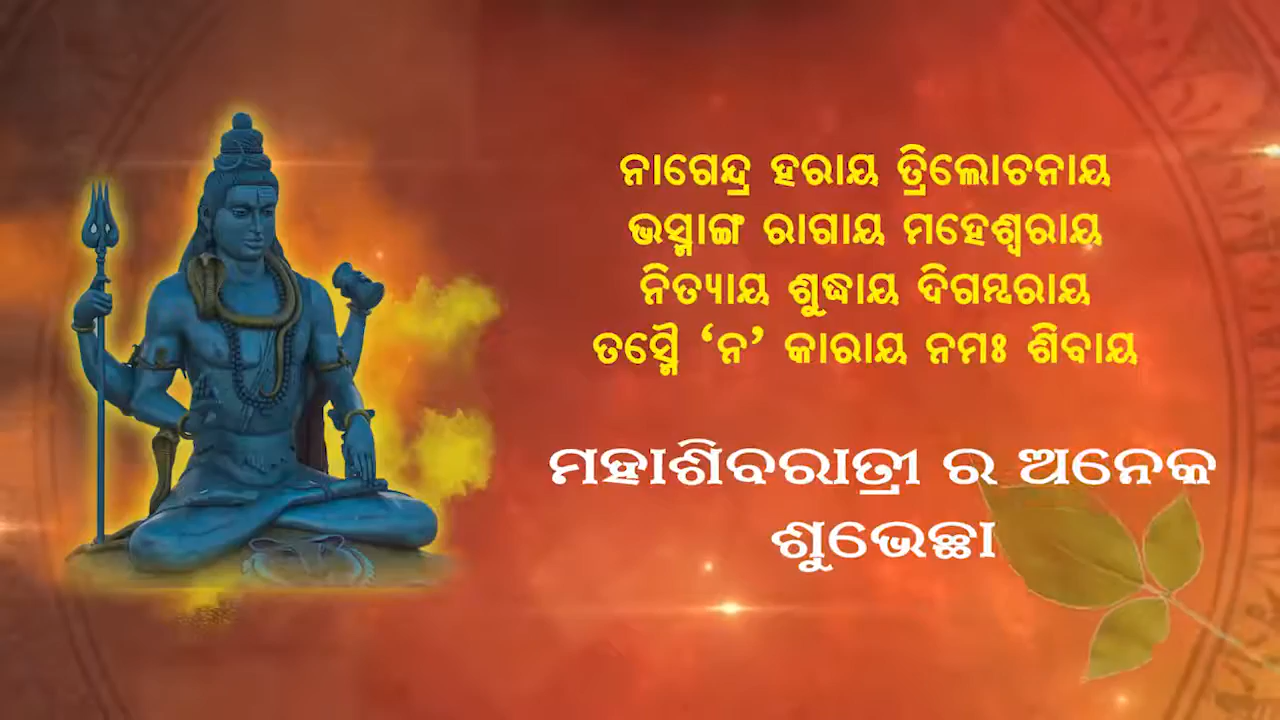 ନାଗେନ୍ଦ୍ର ହରାୟ ତ୍ରିଲୋଚନାୟ
ଭସ୍ମାଙ୍ଗ ରାଗାୟ ମହେଶ୍ୱରାୟ
ନିତ୍ୟାୟ ଶୁଦ୍ଧାୟ ଦିଗମ୍ବରାୟ
ତସ୍ମୈ ‘ନ’ କାରାୟ ନମଃ ଶିବାୟ
ମହାଶିବରାତ୍ରୀ ର ଅନେକ
ଶୁଭେଚ୍ଛା